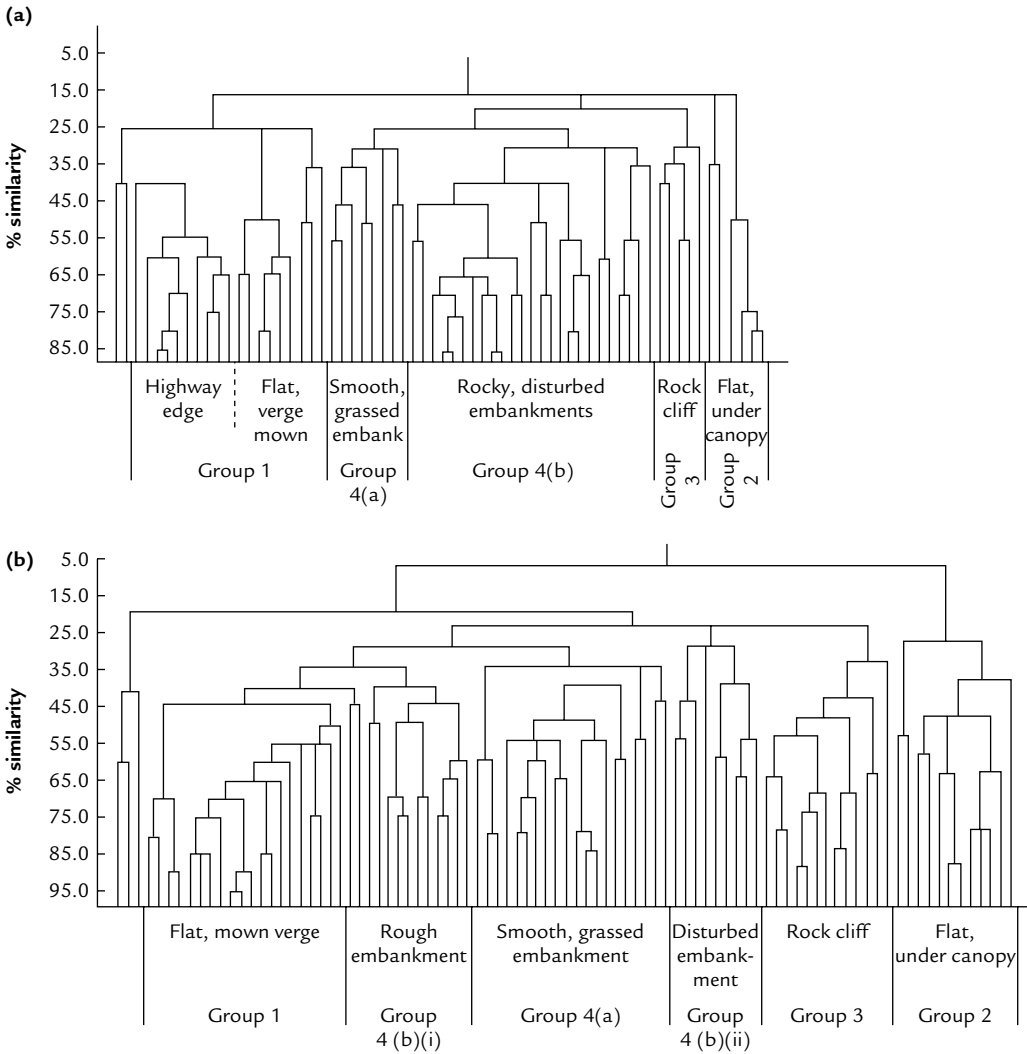 (a)
% similarity
5.0
15.0
25.0
35.0
45.0
55.0
65.0
75.0
85.0
Highway
edge
Flat,
verge
mown
Smooth,
grassed
embank
Rocky, disturbed
embankments
Rock
cliff
Flat,
under
canopy
Group 1
Group
4(a)
Group 4(b)
Group
3
Group
2
(b)
% similarity
5.0
15.0
25.0
35.0
45.0
55.0
65.0
75.0
85.0
95.0
Flat, mown verge
Rough
embankment
Smooth, grassed
embankment
Disturbed
embank-
ment
Rock cliff
Flat,
under canopy
Group 1
Group
4 (b)(i)
Group 4(a)
Group
4 (b)(ii)
Group 3
Group 2